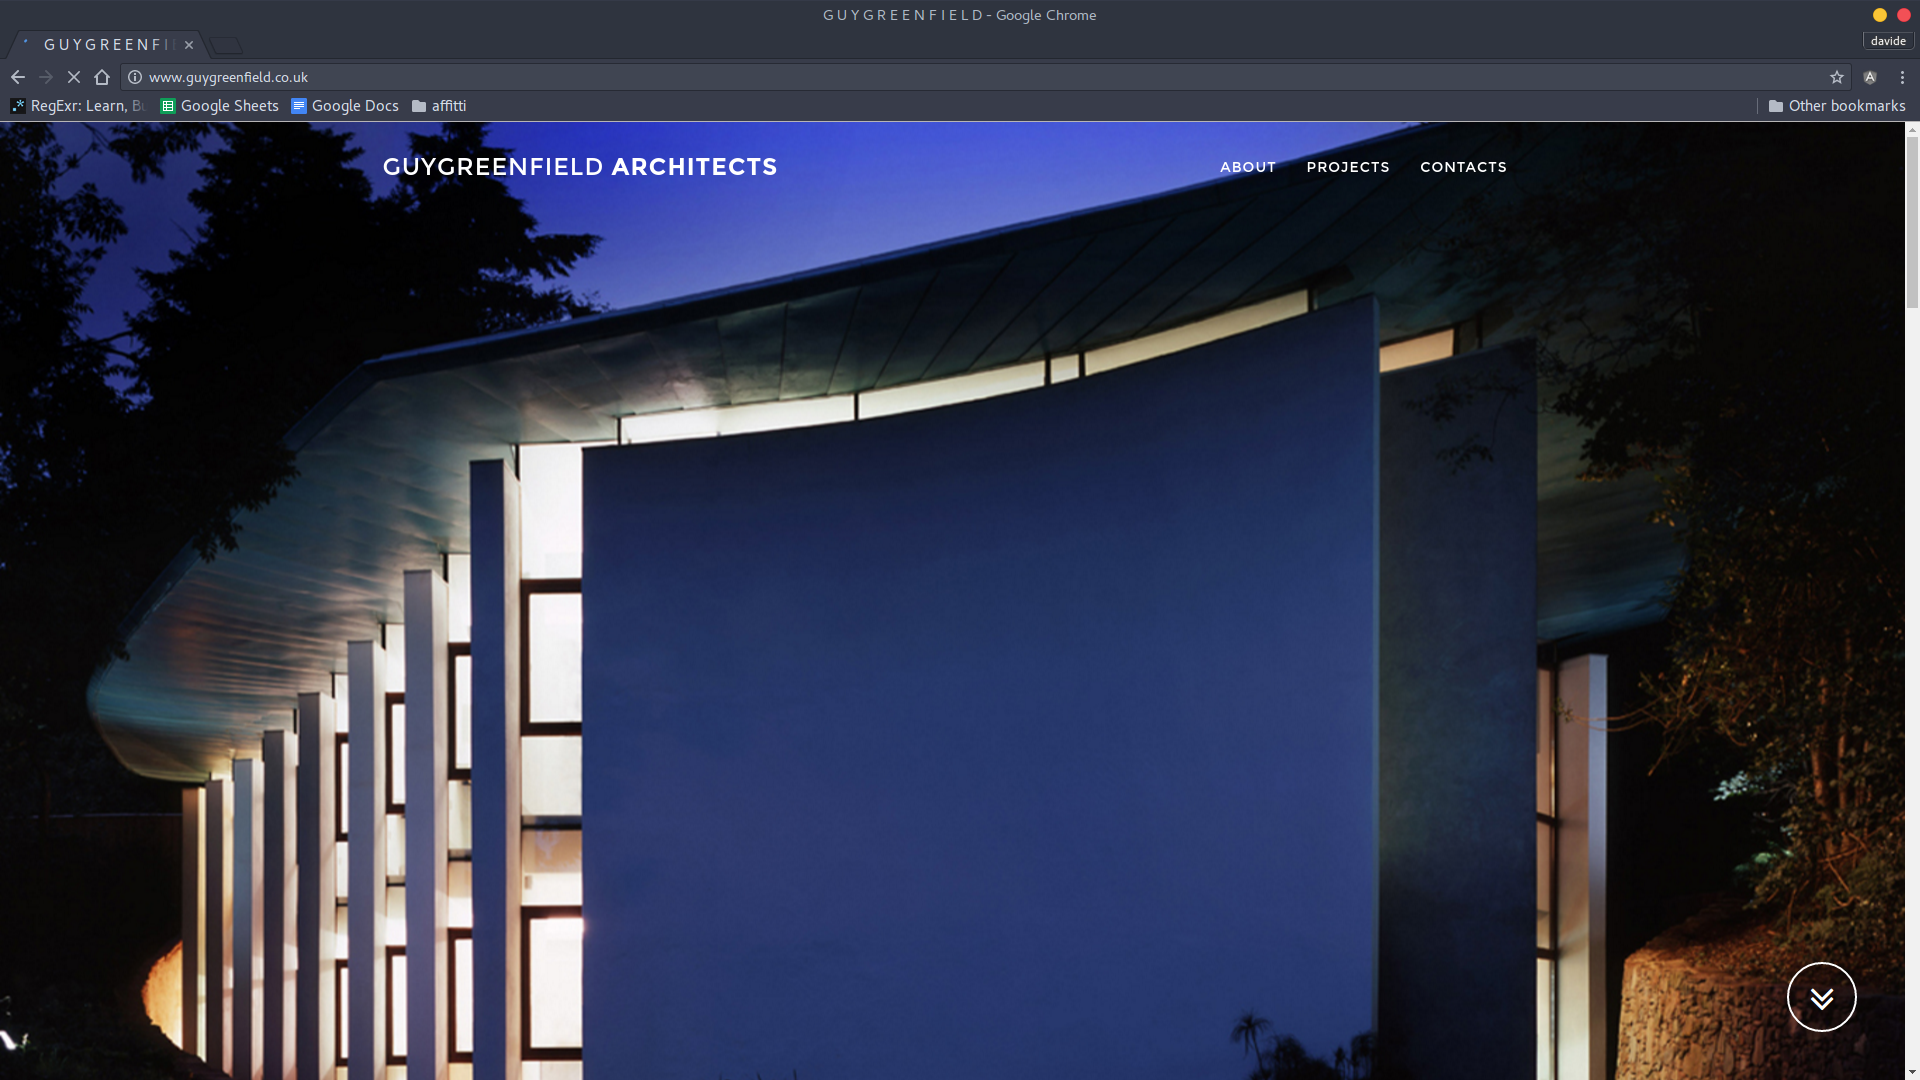 G U Y G R E E N F I E L D - Google Chrome
G U Y G R E E N F I
davide
www.guygreenfield.co.uk
RegExr: Learn, Bu
Google Sheets
Google Docs
affitti
Other bookmarks
GUYGREENFIELD ARCHITECTS
ABOUT
PROJECTS
CONTACTS